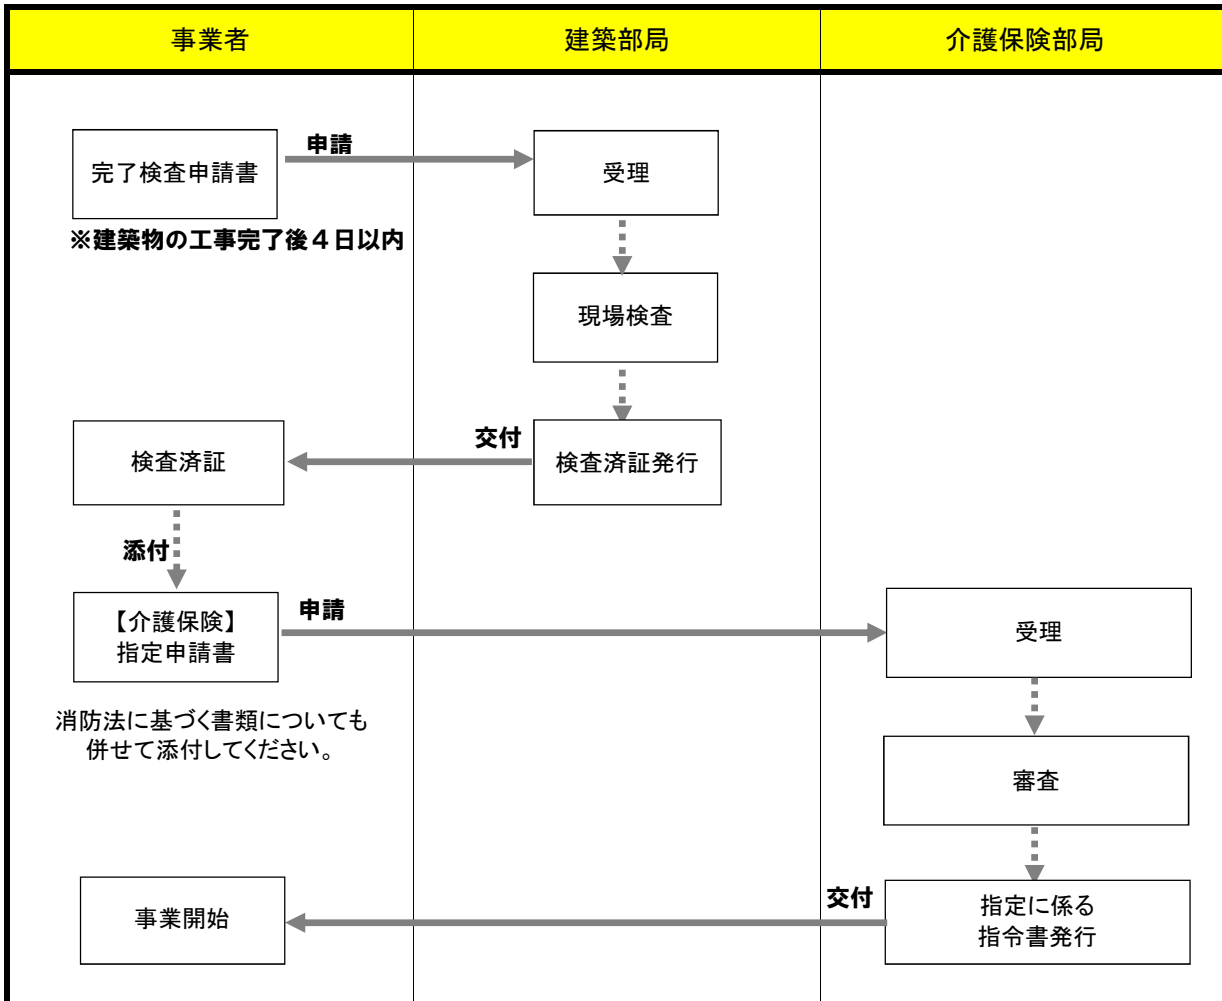 事業者
建築部局
介護保険部局
完了検査申請書
申請
受理
※建築物の工事完了後４日以内
現場検査
検査済証
交付
検査済証発行
添付
【介護保険】
指定申請書
申請
受理
消防法に基づく書類についても
併せて添付してください。
審査
事業開始
交付
指定に係る
指令書発行